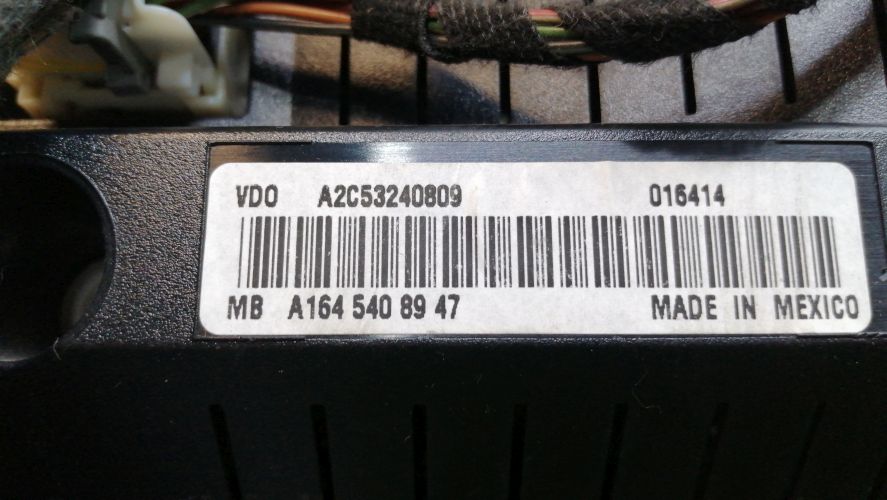 VDO A2C53240809 016414
MB A164 540 89 47 MADE IN MEXICO